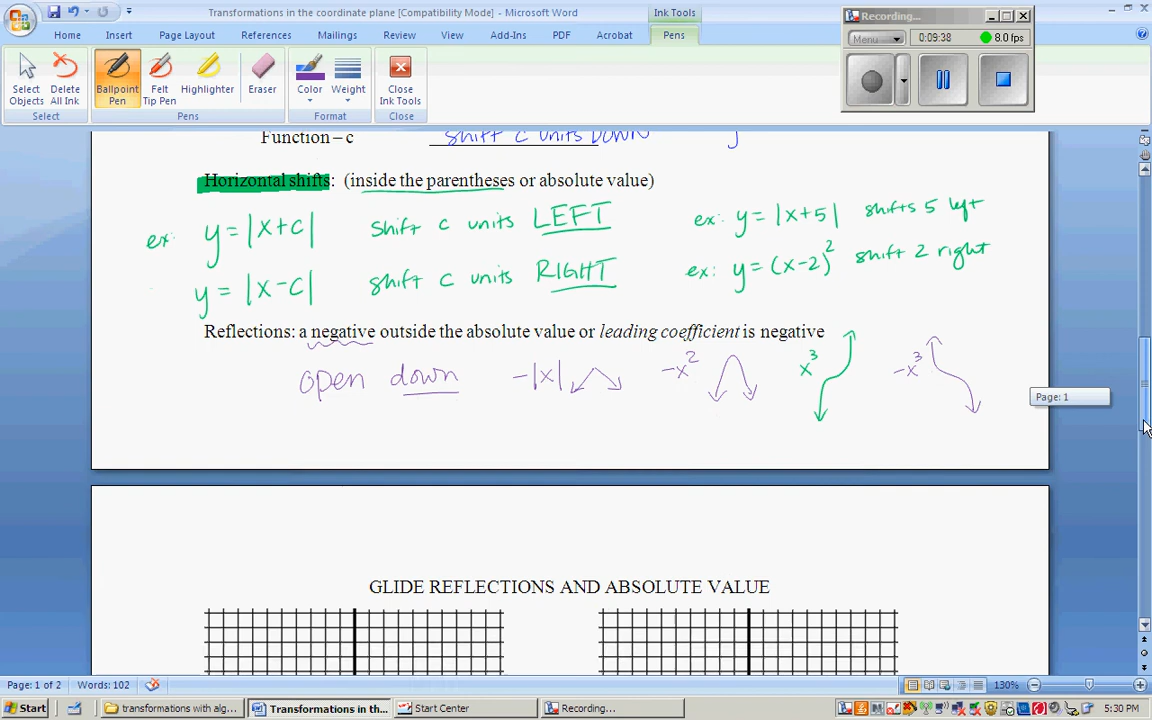 Transformations in the coordinate plane [Compatibility Mode] - Microsoft Word
Ink Tools
Recording...
Home Insert Page Layout References Mailings Review View Add-Ins PDF Acrobat Pens
Menu 0:09:38 8.0 fps
Select Objects
Delete All Ink
Ballpoint Pen
Felt Tip Pen
Highlighter
Eraser
Color
Weight
Close Ink Tools
Select Pens Format Close
Function – c shift c units DOWN
Horizontal shifts: (inside the parentheses or absolute value)
ex: y = |x+c| shift c units LEFT ex: y = |x+5| shifts 5 left
y = |x-c| shift c units RIGHT ex: y = (x-2)² shift 2 right
Reflections: a negative outside the absolute value or leading coefficient is negative
open down -|x| -x² x³ -x³
Page: 1
GLIDE REFLECTIONS AND ABSOLUTE VALUE
Page: 1 of 2 Words: 102 130%
Start transformations with alg... Transformations in th... Start Center Recording... 5:30 PM